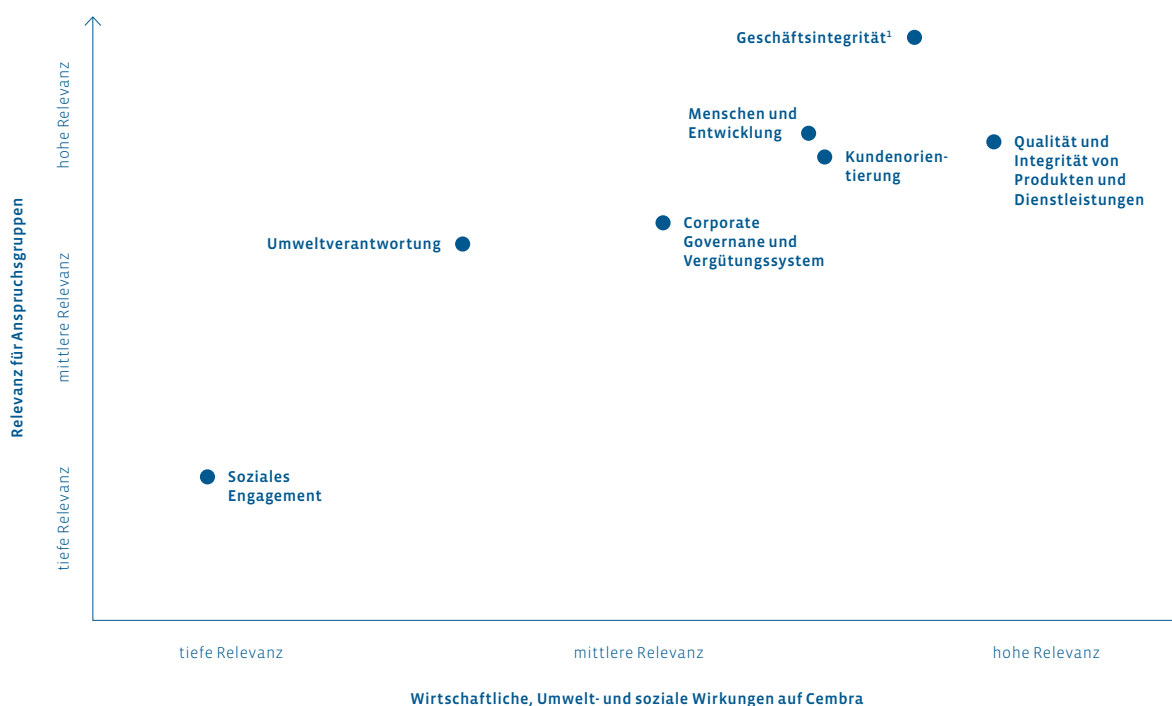 Geschäftsintegrität¹
hohe Relevanz
Menschen und
Entwicklung
Kundenorien-
tierung
Qualität und
Integrität von
Produkten und
Dienstleistungen
Relevanz für Anspruchsgruppen
mittlere Relevanz
Umweltverantwortung
Corporate
Governane und
Vergütungssystem
tiefe Relevanz
Soziales
Engagement
tiefe Relevanz
mittlere Relevanz
hohe Relevanz
Wirtschaftliche, Umwelt- und soziale Wirkungen auf Cembra